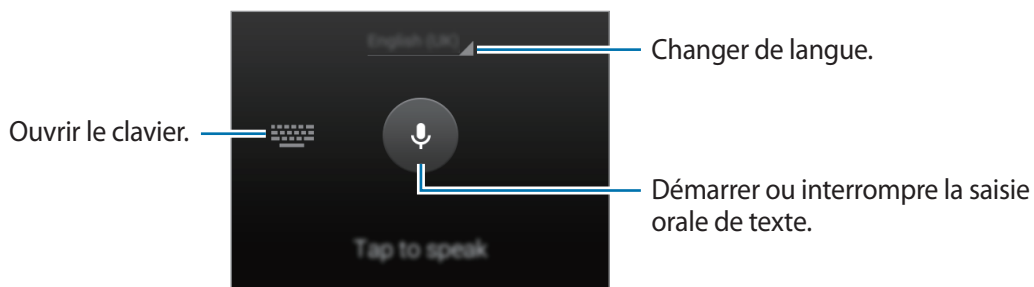 English (UK)
Changer de langue.
Ouvrir le clavier.
Démarrer ou interrompre la saisie
orale de texte.
Tap to speak